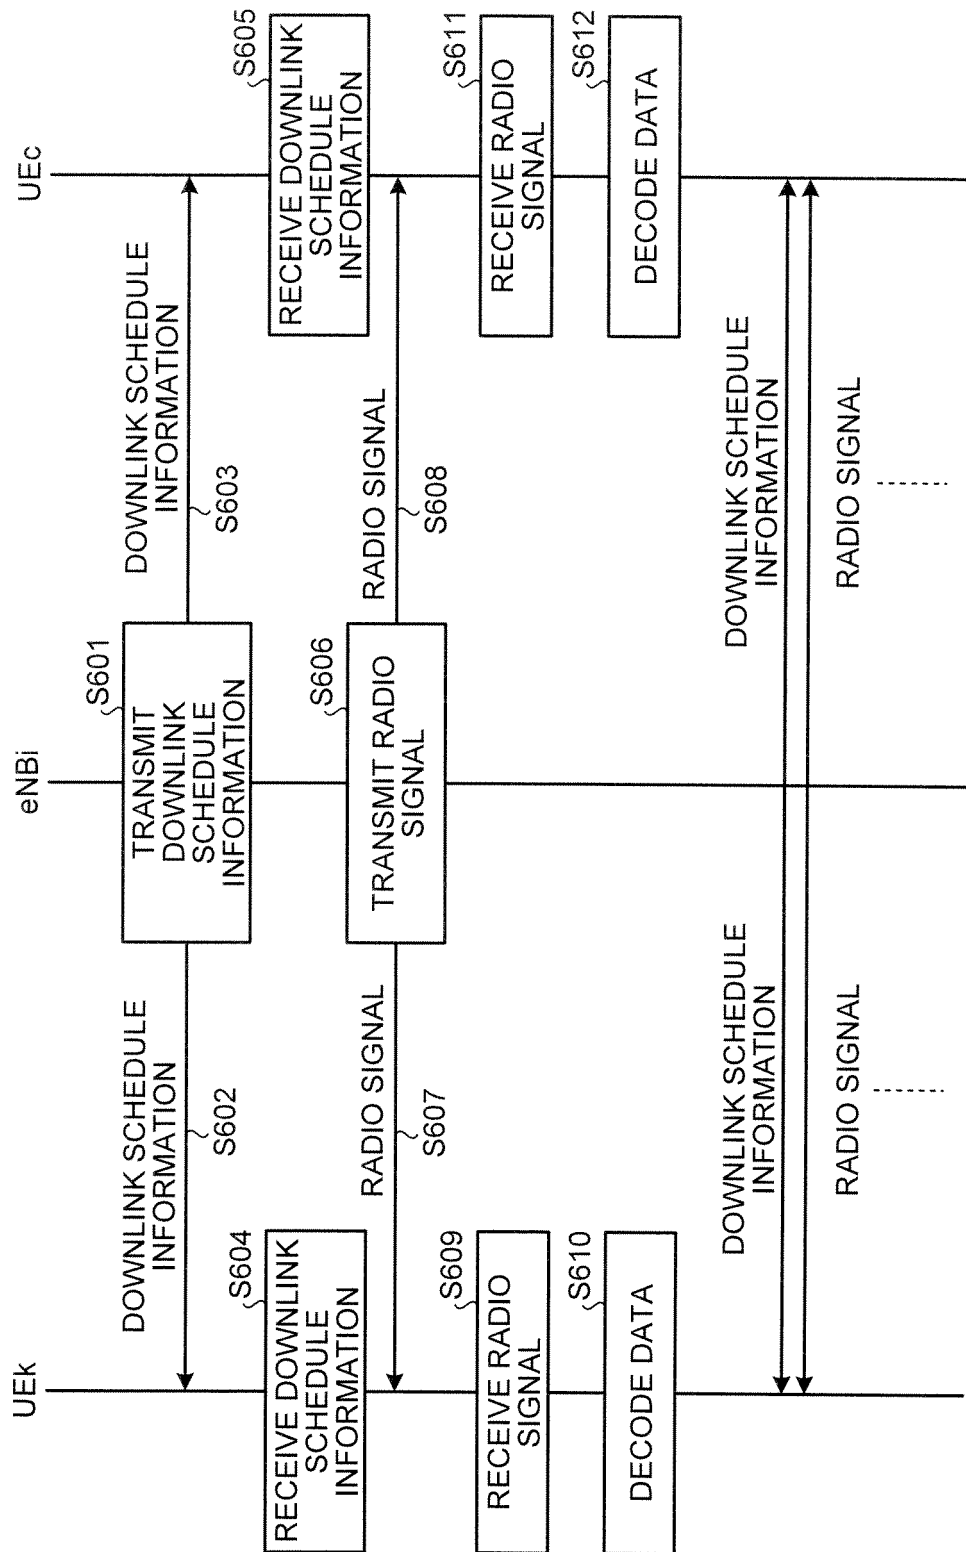 UEk
eNBi
UEc
S601
TRANSMIT
DOWNLINK
SCHEDULE
INFORMATION
DOWNLINK SCHEDULE
INFORMATION
S602
DOWNLINK SCHEDULE
INFORMATION
S603
S604
RECEIVE DOWNLINK
SCHEDULE
INFORMATION
S605
RECEIVE DOWNLINK
SCHEDULE
INFORMATION
S606
TRANSMIT RADIO
SIGNAL
RADIO SIGNAL
S607
RADIO SIGNAL
S608
S609
RECEIVE RADIO
SIGNAL
S611
RECEIVE RADIO
SIGNAL
S610
DECODE DATA
S612
DECODE DATA
DOWNLINK SCHEDULE
INFORMATION
DOWNLINK SCHEDULE
INFORMATION
RADIO SIGNAL
RADIO SIGNAL